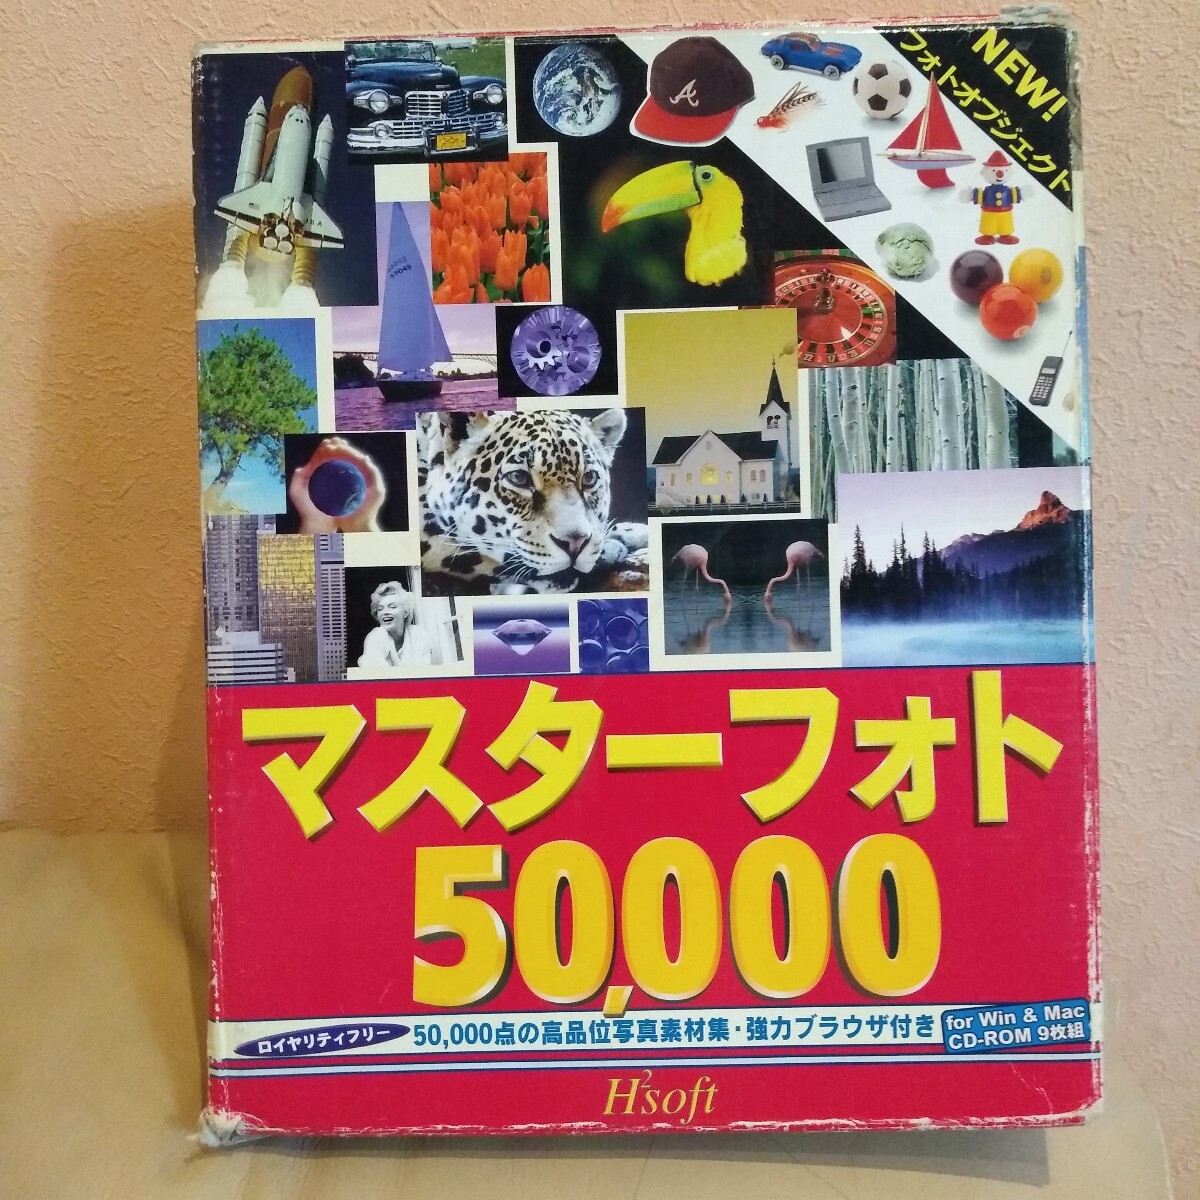 NEW!
フォトオブジェクト
A
59049
マスターフォト
50,000
ロイヤリティフリー
50,000点の高品位写真素材集・強力ブラウザ付き
for Win & Mac
CD-ROM 9枚組
H²soft